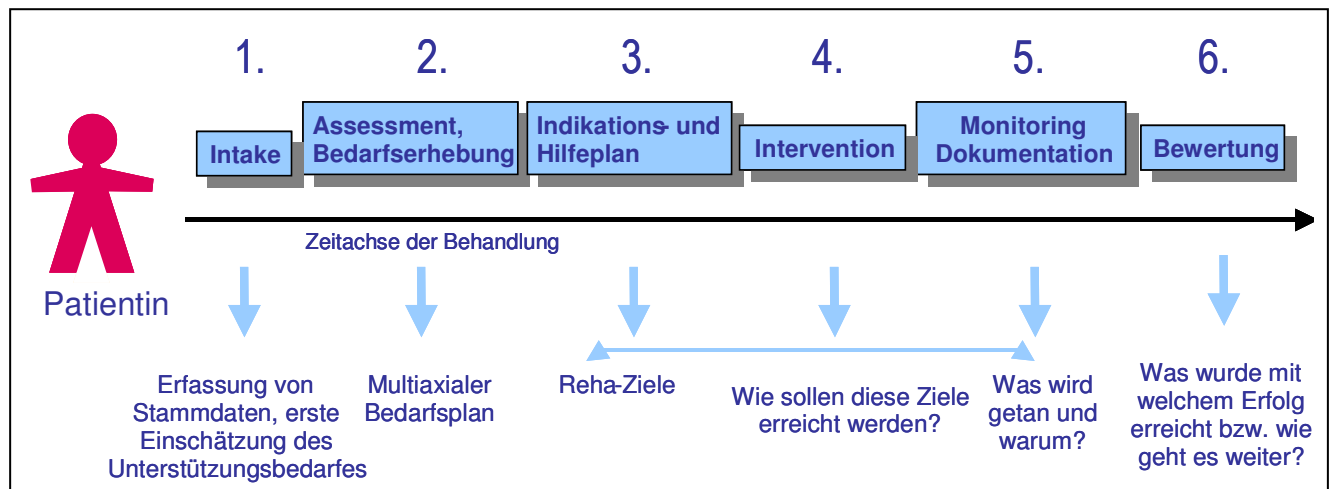 1.
2.
3.
4.
5.
6.
Intake
Assessment,
Bedarfserhebung
Indikations- und
Hilfeplan
Intervention
Monitoring
Dokumentation
Bewertung
Zeitachse der Behandlung
Patientin
Erfassung von
Stammdaten, erste
Einschätzung des
Unterstützungsbedarfes
Multiaxialer
Bedarfsplan
Reha-Ziele
Wie sollen diese Ziele
erreicht werden?
Was wird
getan und
warum?
Was wurde mit
welchem Erfolg
erreicht bzw. wie
geht es weiter?